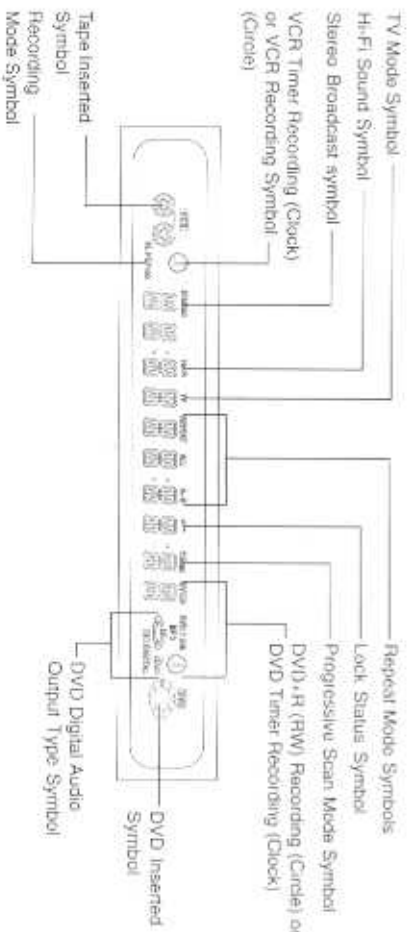 TV Mode Symbol
Hi-Fi Sound Symbol
Stereo Broadcast symbol
VCR Timer Recording (Clock)
or VCR Recording Symbol
(Circle)
Tape Inserted
Symbol
Recording
Mode Symbol
Repeat Mode Symbols
Lock Status Symbol
Progressive Scan Mode Symbol
DVD+R (RW) Recording (Circle) or
DVD Timer Recording (Clock)
DVD Inserted
Symbol
DVD Digital Audio
Output Type Symbol